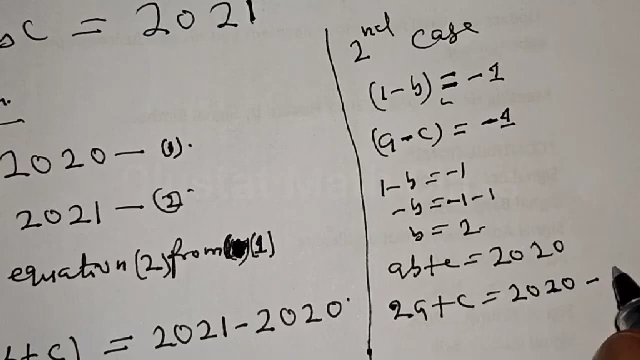 bc = 2021
n.
2020 — (1).
2021 — (2)
equation (2) from (1)
+c) = 2021 - 2020.
2nd case
(1-b) = -1
(a-c) = -1
1-b = -1
-b = -1-1
b = 2.
ab+c = 2020
2a+c = 2020 -